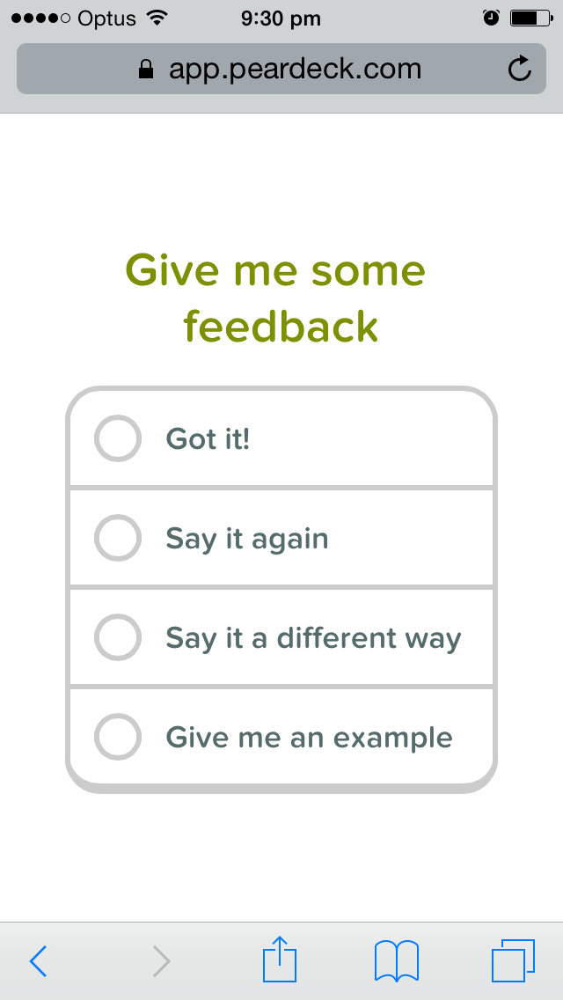 Optus 9:30 pm
app.peardeck.com
Give me some
feedback
Got it!
Say it again
Say it a different way
Give me an example